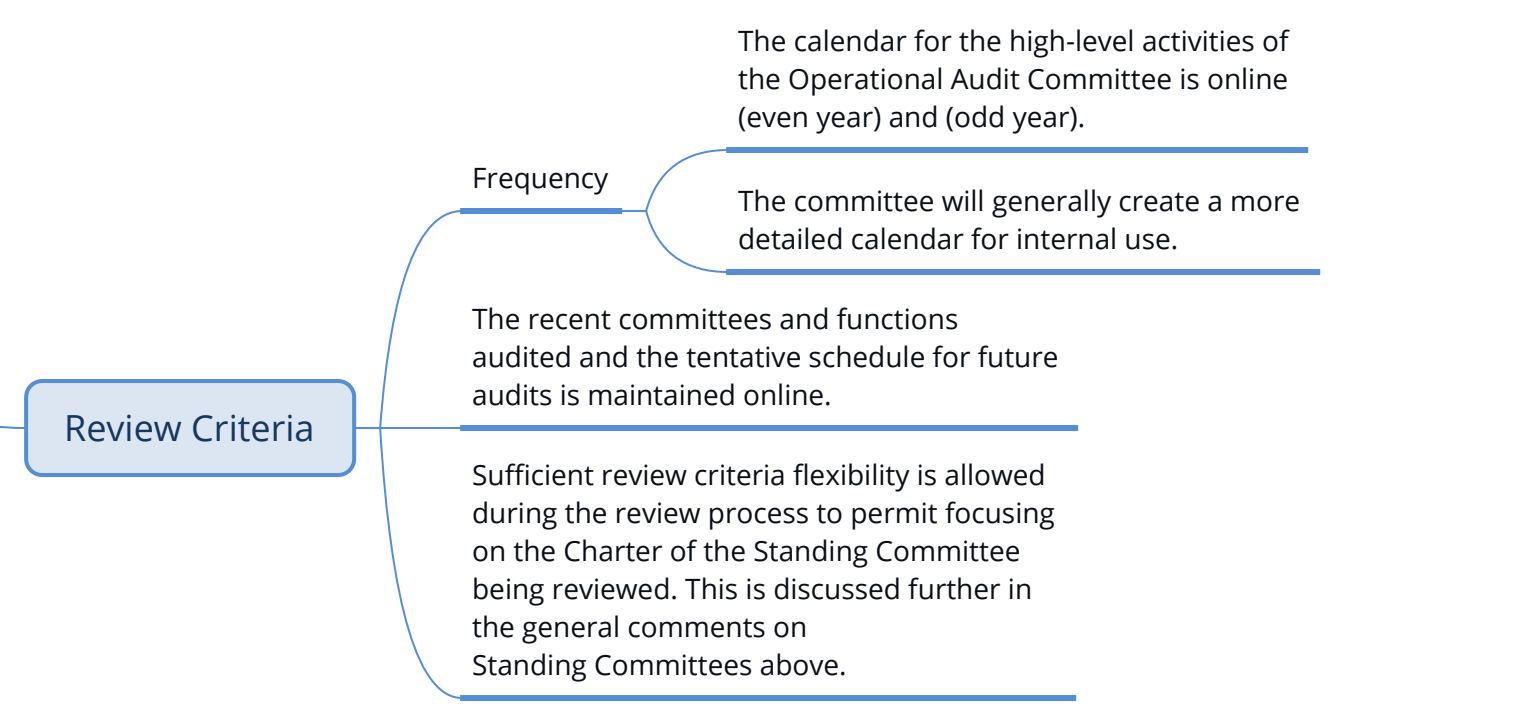 Review Criteria
Frequency
The calendar for the high-level activities of
the Operational Audit Committee is online
(even year) and (odd year).
The committee will generally create a more
detailed calendar for internal use.
The recent committees and functions
audited and the tentative schedule for future
audits is maintained online.
Sufficient review criteria flexibility is allowed
during the review process to permit focusing
on the Charter of the Standing Committee
being reviewed. This is discussed further in
the general comments on
Standing Committees above.